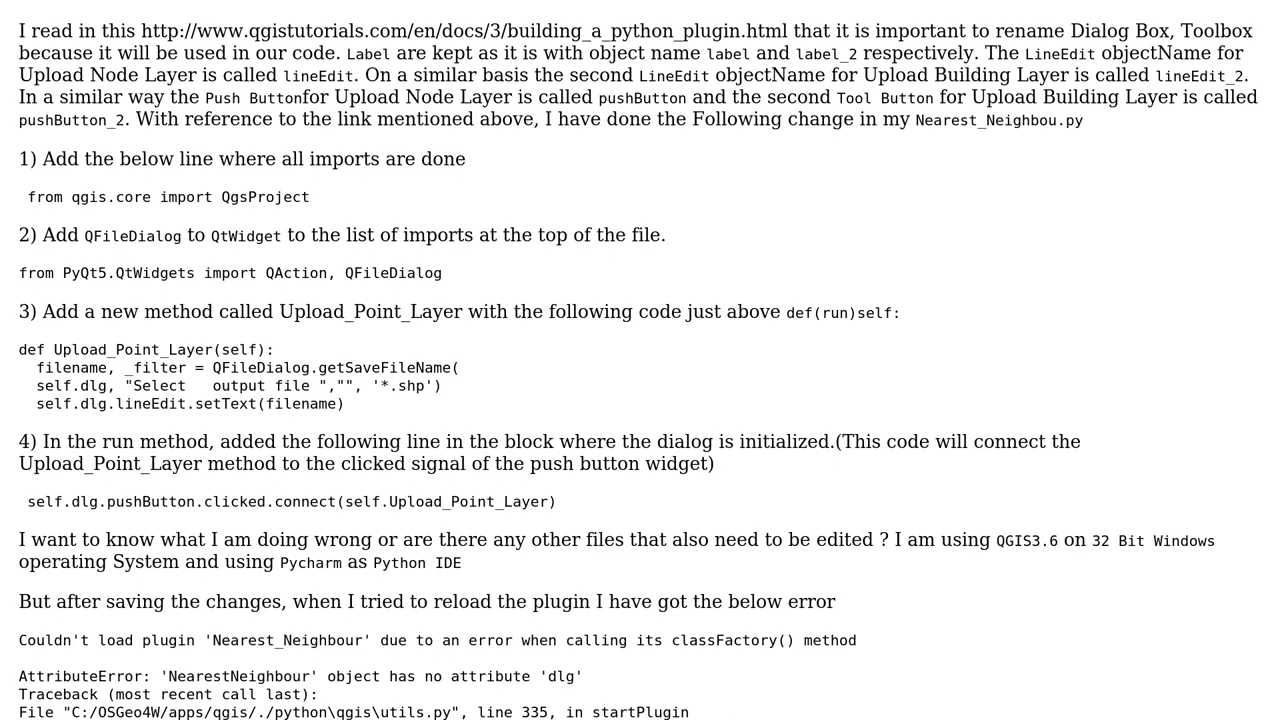 I read in this http://www.qgistutorials.com/en/docs/3/building_a_python_plugin.html that it is important to rename Dialog Box, Toolbox
because it will be used in our code. Label are kept as it is with object name label and label_2 respectively. The LineEdit objectName for
Upload Node Layer is called lineEdit. On a similar basis the second LineEdit objectName for Upload Building Layer is called lineEdit_2.
In a similar way the Push Buttonfor Upload Node Layer is called pushButton and the second Tool Button for Upload Building Layer is called
pushButton_2. With reference to the link mentioned above, I have done the Following change in my Nearest_Neighbou.py
1) Add the below line where all imports are done
from qgis.core import QgsProject
2) Add QFileDialog to QtWidget to the list of imports at the top of the file.
from PyQt5.QtWidgets import QAction, QFileDialog
3) Add a new method called Upload_Point_Layer with the following code just above def(run)self:
def Upload_Point_Layer(self):
  filename, _filter = QFileDialog.getSaveFileName(
  self.dlg, "Select   output file ","", '*.shp')
  self.dlg.lineEdit.setText(filename)
4) In the run method, added the following line in the block where the dialog is initialized.(This code will connect the
Upload_Point_Layer method to the clicked signal of the push button widget)
self.dlg.pushButton.clicked.connect(self.Upload_Point_Layer)
I want to know what I am doing wrong or are there any other files that also need to be edited ? I am using QGIS3.6 on 32 Bit Windows
operating System and using Pycharm as Python IDE
But after saving the changes, when I tried to reload the plugin I have got the below error
Couldn't load plugin 'Nearest_Neighbour' due to an error when calling its classFactory() method
AttributeError: 'NearestNeighbour' object has no attribute 'dlg'
Traceback (most recent call last):
File "C:/OSGeo4W/apps/qgis/./python\qgis\utils.py", line 335, in startPlugin